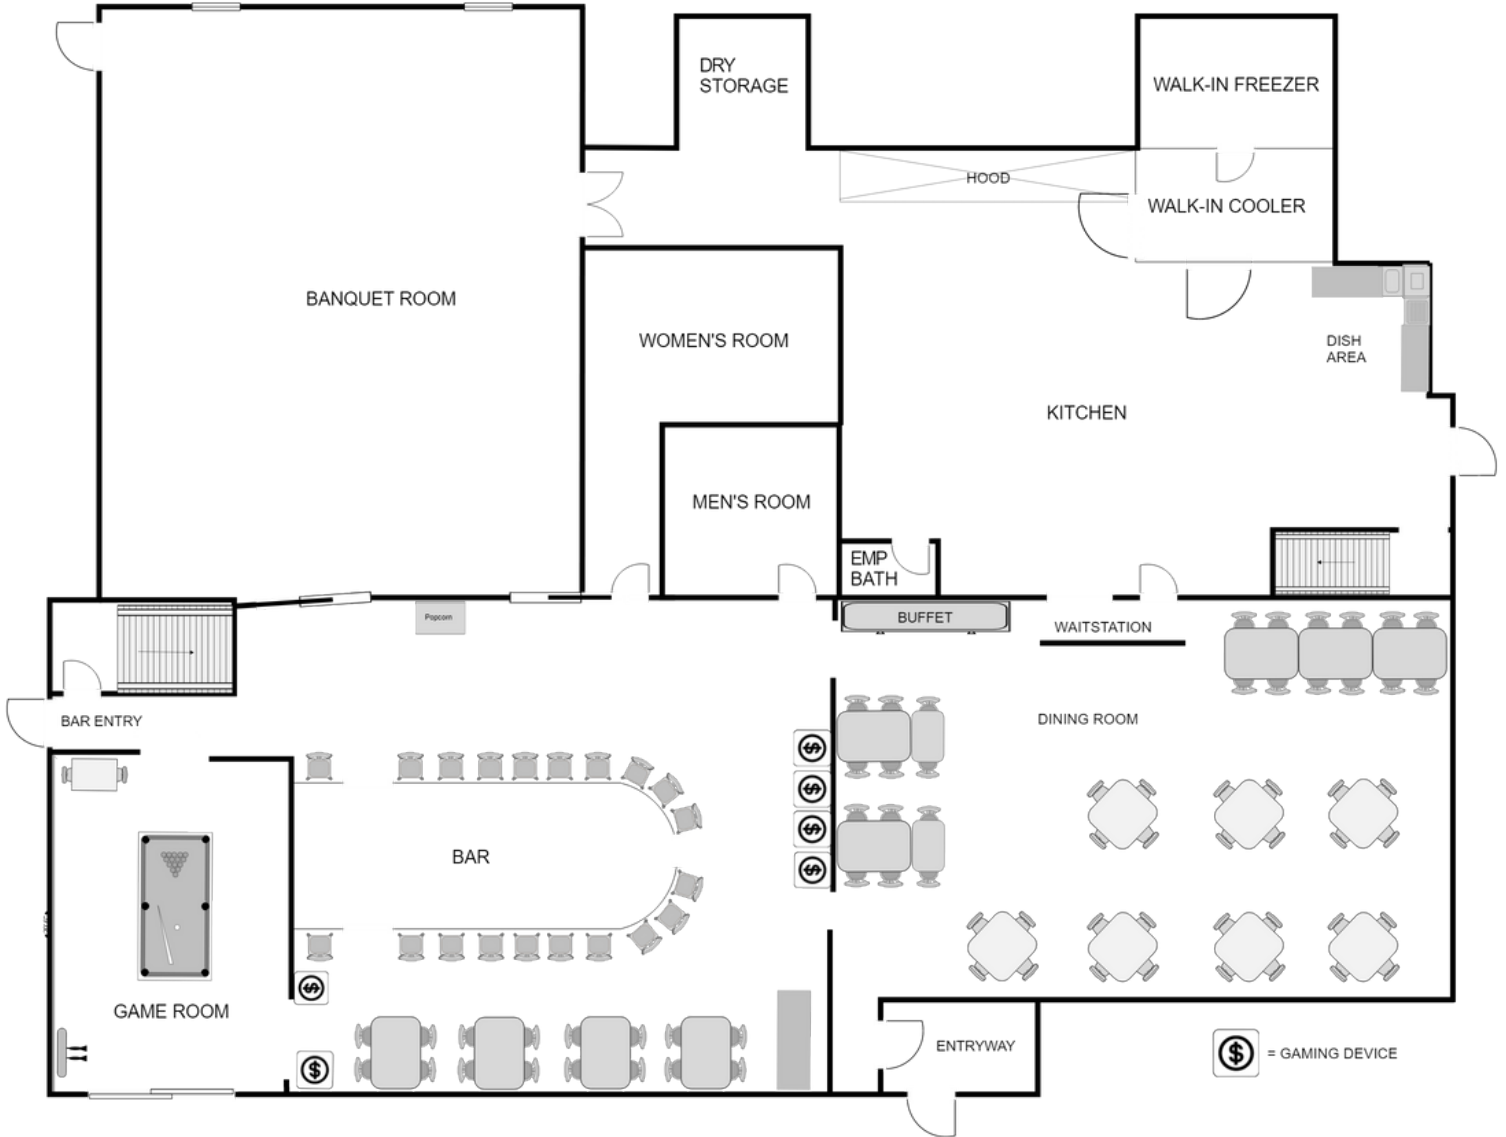 DRY
STORAGE
WALK-IN FREEZER
HOOD
WALK-IN COOLER
BANQUET ROOM
WOMEN'S ROOM
DISH
AREA
KITCHEN
MEN'S ROOM
EMP
BATH
Popcorn
BUFFET
WAITSTATION
BAR ENTRY
DINING ROOM
$
$
$
$
BAR
$
GAME ROOM
$
ENTRYWAY
$ = GAMING DEVICE